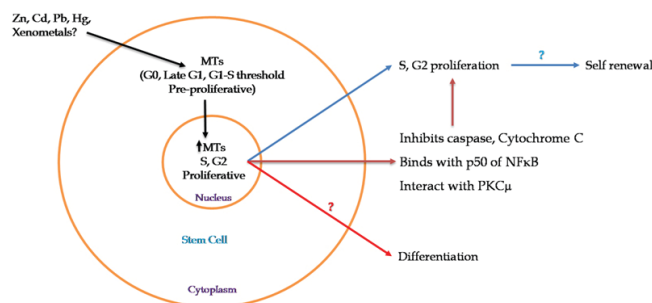 Zn, Cd, Pb, Hg,
Xenometals?
MTs
(G0, Late G1, G1-S threshold
Pre-proliferative)
↑MTs
S, G2
Proliferative
Nucleus
Stem Cell
Cytoplasm
S, G2 proliferation
?
Self renewal
Inhibits caspase, Cytochrome C
Binds with p50 of NFκB
Interact with PKCμ
?
Differentiation